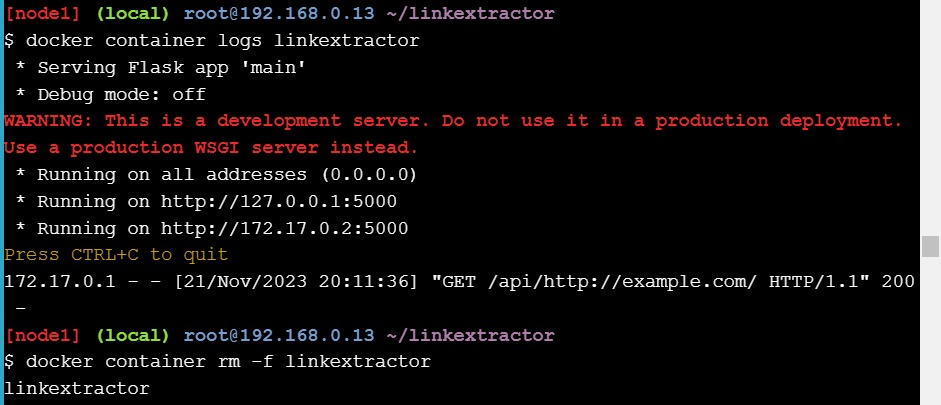 [node1] (local) root@192.168.0.13 ~/linkextractor
$ docker container logs linkextractor
 * Serving Flask app 'main'
 * Debug mode: off
WARNING: This is a development server. Do not use it in a production deployment.
Use a production WSGI server instead.
 * Running on all addresses (0.0.0.0)
 * Running on http://127.0.0.1:5000
 * Running on http://172.17.0.2:5000
Press CTRL+C to quit
172.17.0.1 - - [21/Nov/2023 20:11:36] "GET /api/http://example.com/ HTTP/1.1" 200
 -
[node1] (local) root@192.168.0.13 ~/linkextractor
$ docker container rm -f linkextractor
linkextractor